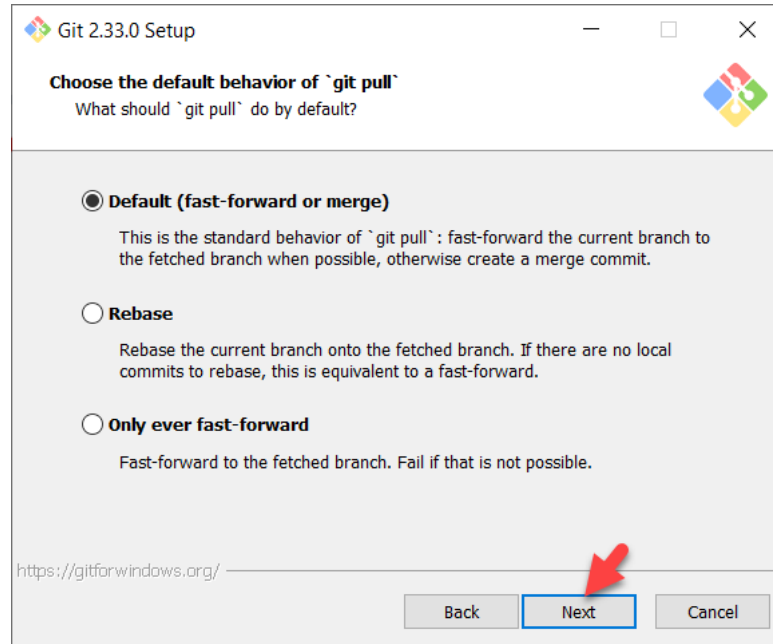 Git 2.33.0 Setup
Choose the default behavior of `git pull`
What should `git pull` do by default?
Default (fast-forward or merge)
This is the standard behavior of `git pull`: fast-forward the current branch to
the fetched branch when possible, otherwise create a merge commit.
Rebase
Rebase the current branch onto the fetched branch. If there are no local
commits to rebase, this is equivalent to a fast-forward.
Only ever fast-forward
Fast-forward to the fetched branch. Fail if that is not possible.
https://gitforwindows.org/
Back Next Cancel